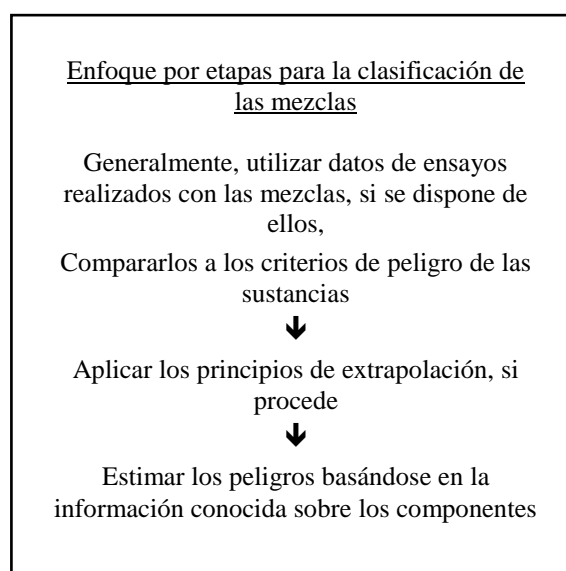 Enfoque por etapas para la clasificación de
las mezclas
Generalmente, utilizar datos de ensayos
realizados con las mezclas, si se dispone de
ellos,
Compararlos a los criterios de peligro de las
sustancias
🡻
Aplicar los principios de extrapolación, si
procede
🡻
Estimar los peligros basándose en la
información conocida sobre los componentes